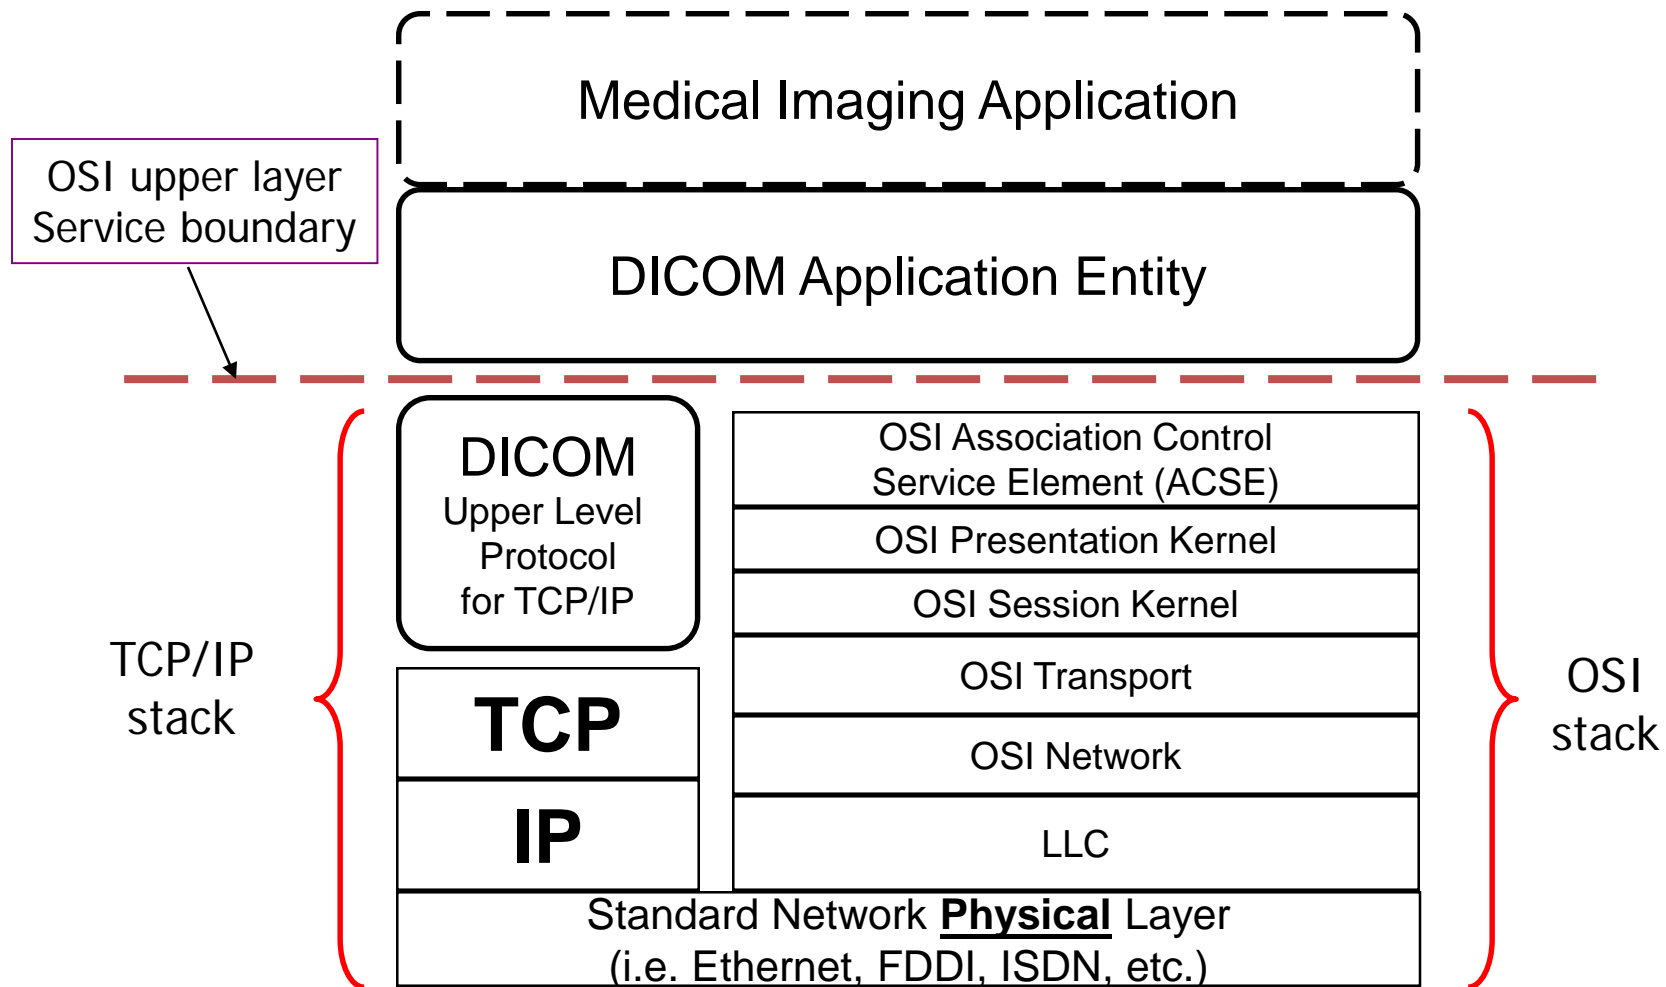 Medical Imaging Application
OSI upper layer
Service boundary
DICOM Application Entity
DICOM
Upper Level
Protocol
for TCP/IP
TCP
IP
TCP/IP
stack
OSI Association Control
Service Element (ACSE)
OSI Presentation Kernel
OSI Session Kernel
OSI Transport
OSI Network
LLC
OSI
stack
Standard Network Physical Layer
(i.e. Ethernet, FDDI, ISDN, etc.)